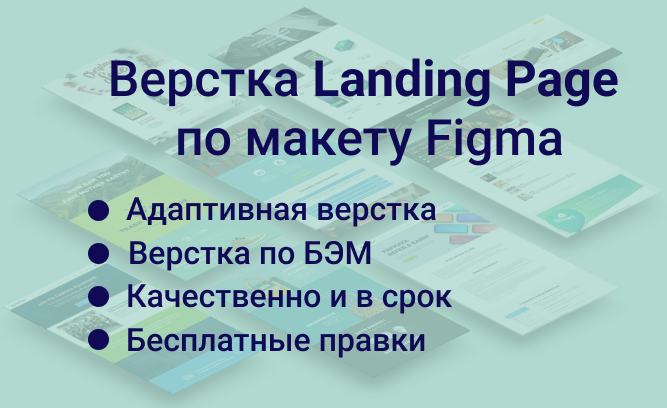 Верстка Landing Page
по макету Figma
Адаптивная верстка
Верстка по БЭМ
Качественно и в срок
Бесплатные правки